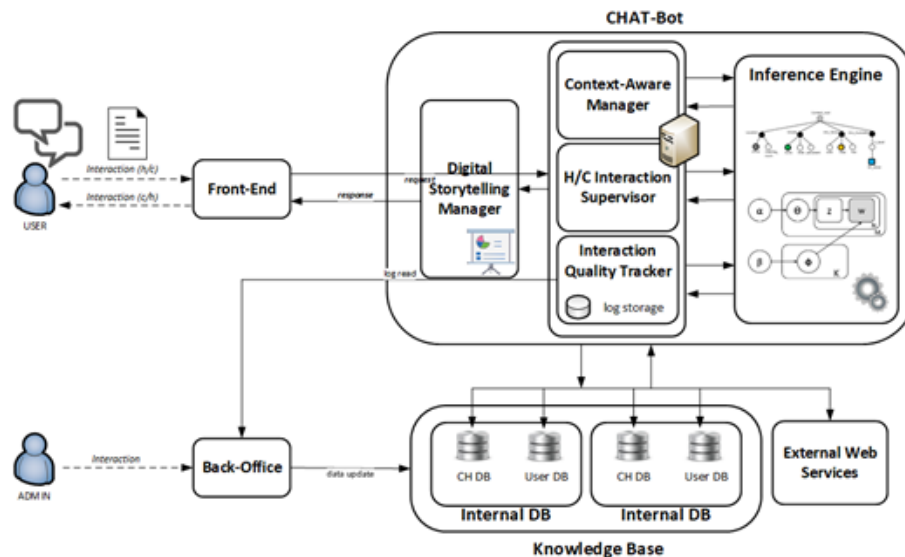 CHAT-Bot
Context-Aware
Manager
Inference Engine
Interaction (h/c)
Interaction (c/h)
USER
Front-End
request
response
Digital
Storytelling
Manager
H/C Interaction
Supervisor
Interaction
Quality Tracker
log storage
log read
α
Θ
z
w
N
M
β
Φ
K
ADMIN
Interaction
Back-Office
data update
CH DB
User DB
CH DB
User DB
Internal DB
Internal DB
Knowledge Base
External Web
Services